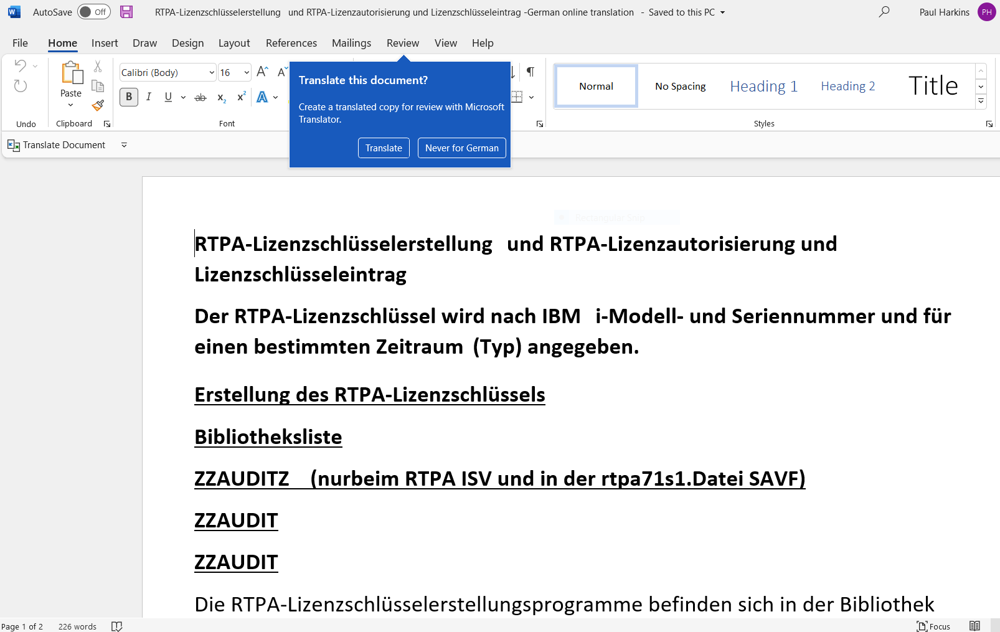 AutoSave Off RTPA-Lizenzschlüsselerstellung und RTPA-Lizenzautorisierung und Lizenzschlüsseleintrag -German online translation - Saved to this PC Paul Harkins PH
File Home Insert Draw Design Layout References Mailings Review View Help
Calibri (Body) 16
Paste
B I U ab x₂ x² A
Undo Clipboard Font
Translate this document?
Create a translated copy for review with Microsoft
Translator.
Translate Never for German
Normal No Spacing Heading 1 Heading 2 Title
Styles
Translate Document
Rectangular Snip
RTPA-Lizenzschlüsselerstellung und RTPA-Lizenzautorisierung und
Lizenzschlüsseleintrag
Der RTPA-Lizenzschlüssel wird nach IBM i-Modell- und Seriennummer und für
einen bestimmten Zeitraum (Typ) angegeben.
Erstellung des RTPA-Lizenzschlüssels
Bibliotheksliste
ZZAUDITZ (nurbeim RTPA ISV und in der rtpa71s1.Datei SAVF)
ZZAUDIT
ZZAUDIT
Die RTPA-Lizenzschlüsselerstellungsprogramme befinden sich in der Bibliothek
Page 1 of 2 226 words Focus